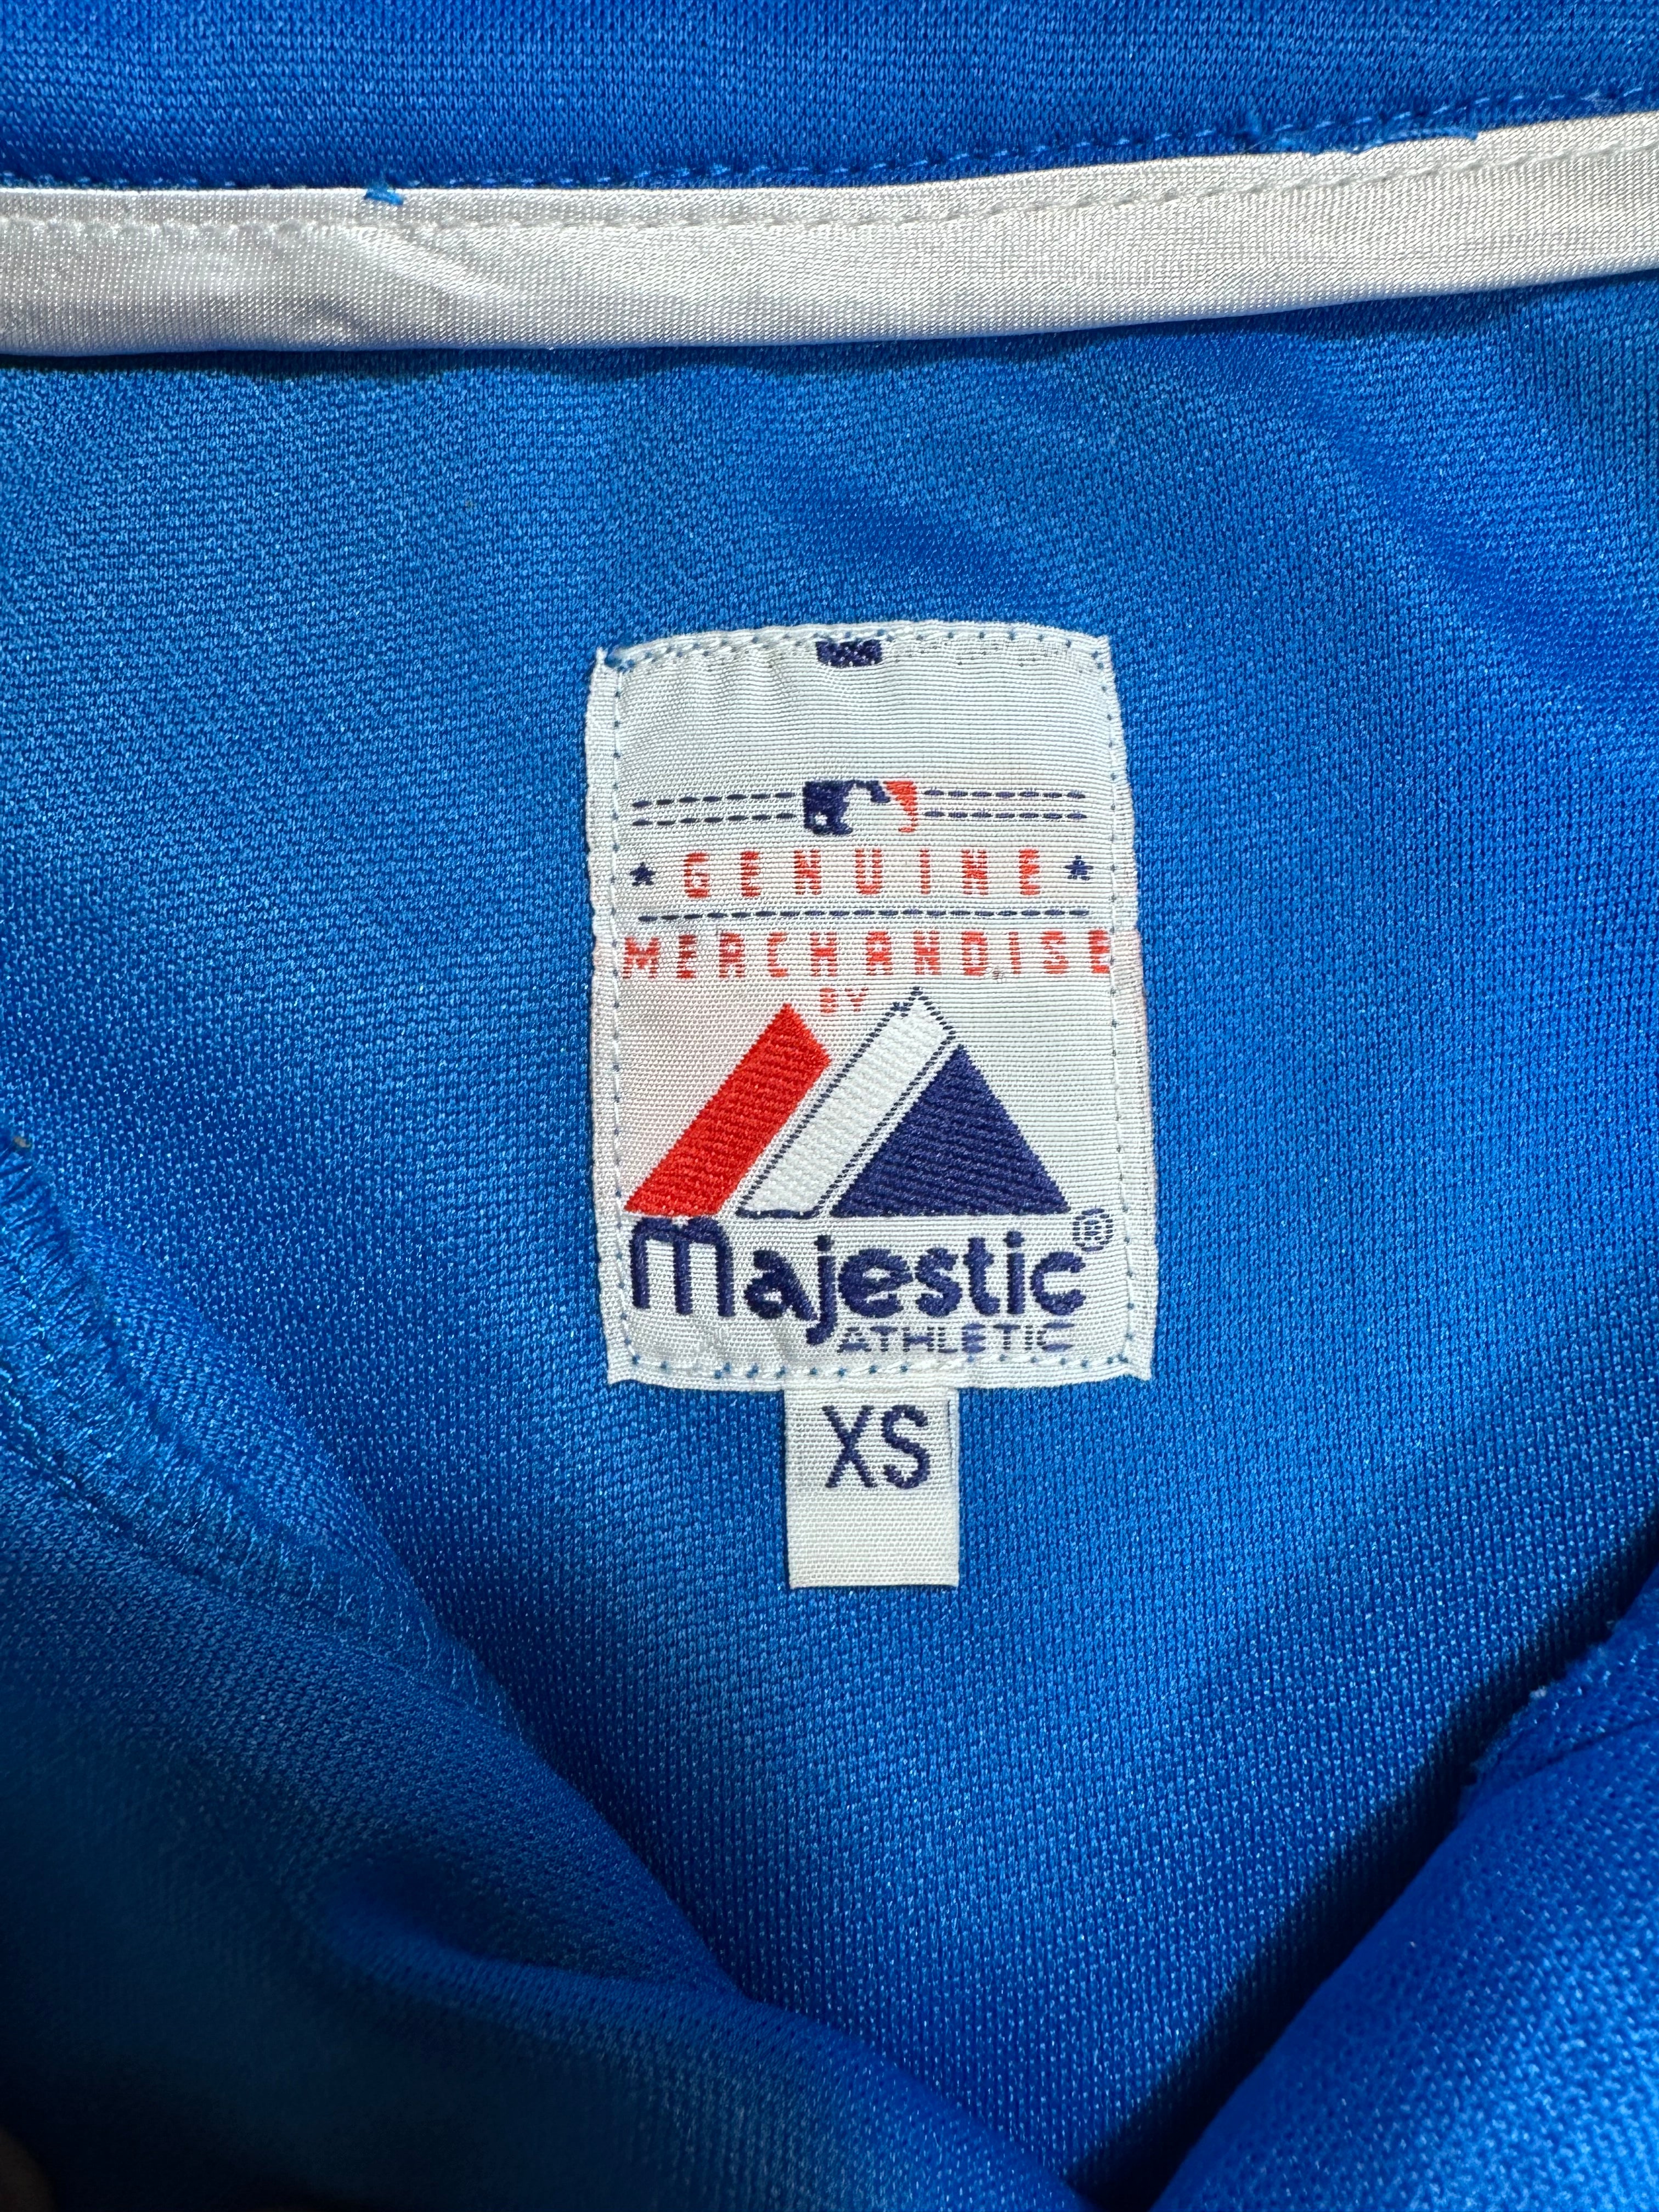 GENUINE
MERCHANDISE
BY
Majestic®
ATHLETIC
XS